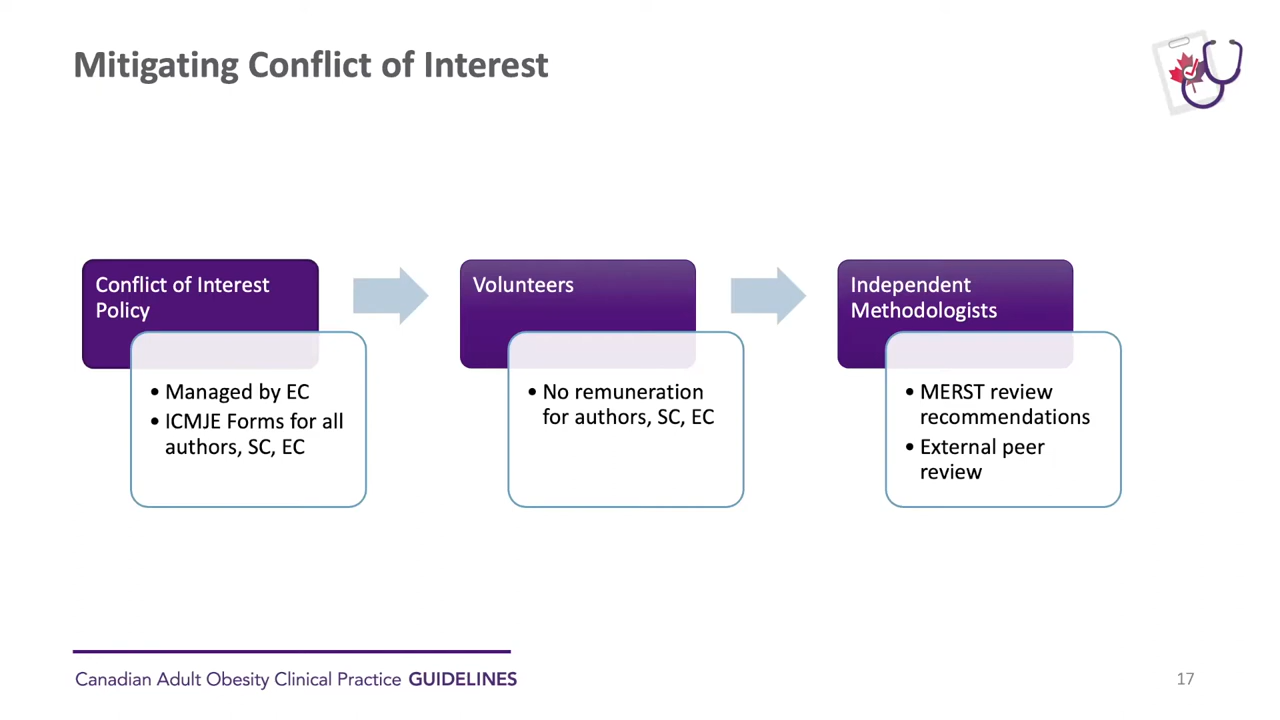 Mitigating Conflict of Interest
Conflict of Interest
Policy
• Managed by EC
• ICMJE Forms for all
authors, SC, EC
Volunteers
• No remuneration
for authors, SC, EC
Independent
Methodologists
• MERST review
recommendations
• External peer
review
Canadian Adult Obesity Clinical Practice GUIDELINES
17